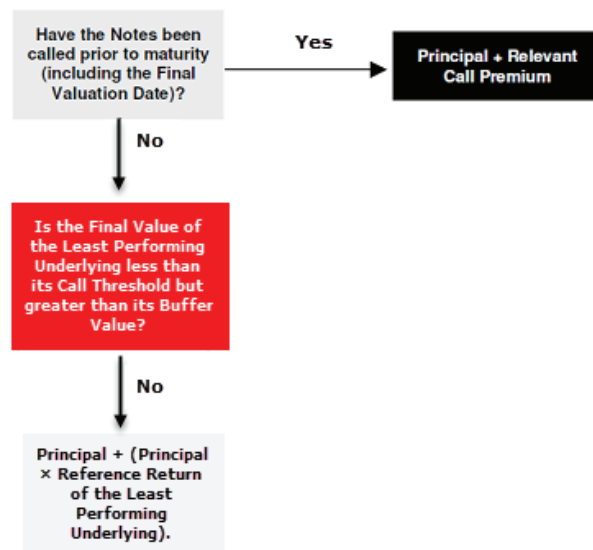 Have the Notes been
called prior to maturity
(including the Final
Valuation Date)?
Yes
Principal + Relevant
Call Premium
No
Is the Final Value of
the Least Performing
Underlying less than
its Call Threshold but
greater than its Buffer
Value?
No
Principal + (Principal
× Reference Return
of the Least
Performing
Underlying).